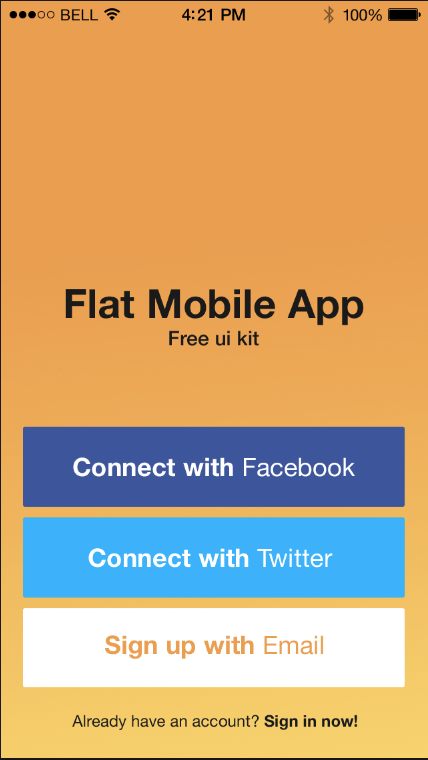 BELL 4:21 PM 100%
Flat Mobile App
Free ui kit
Connect with Facebook
Connect with Twitter
Sign up with Email
Already have an account? Sign in now!